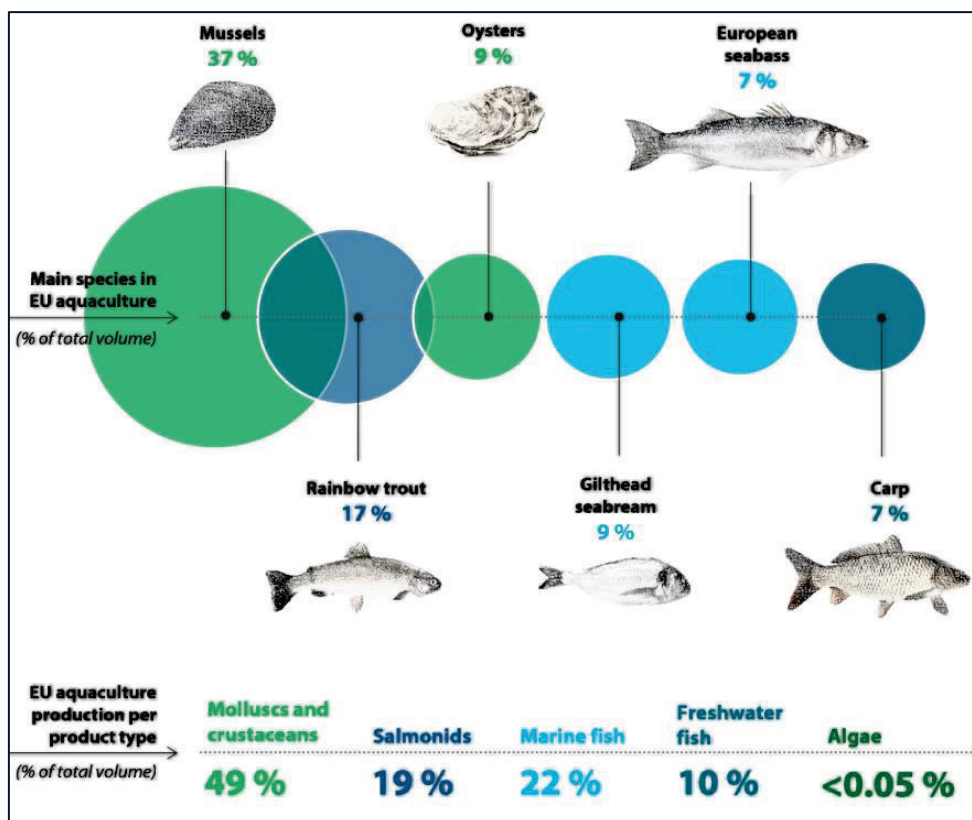 Mussels
37 %
Oysters
9 %
European
seabass
7 %
Main species in
EU aquaculture
(% of total volume)
Rainbow trout
17 %
Gilthead
seabream
9 %
Carp
7 %
EU aquaculture
production per
product type
(% of total volume)
Molluscs and
crustaceans
49 %
Salmonids
19 %
Marine fish
22 %
Freshwater
fish
10 %
Algae
<0.05 %